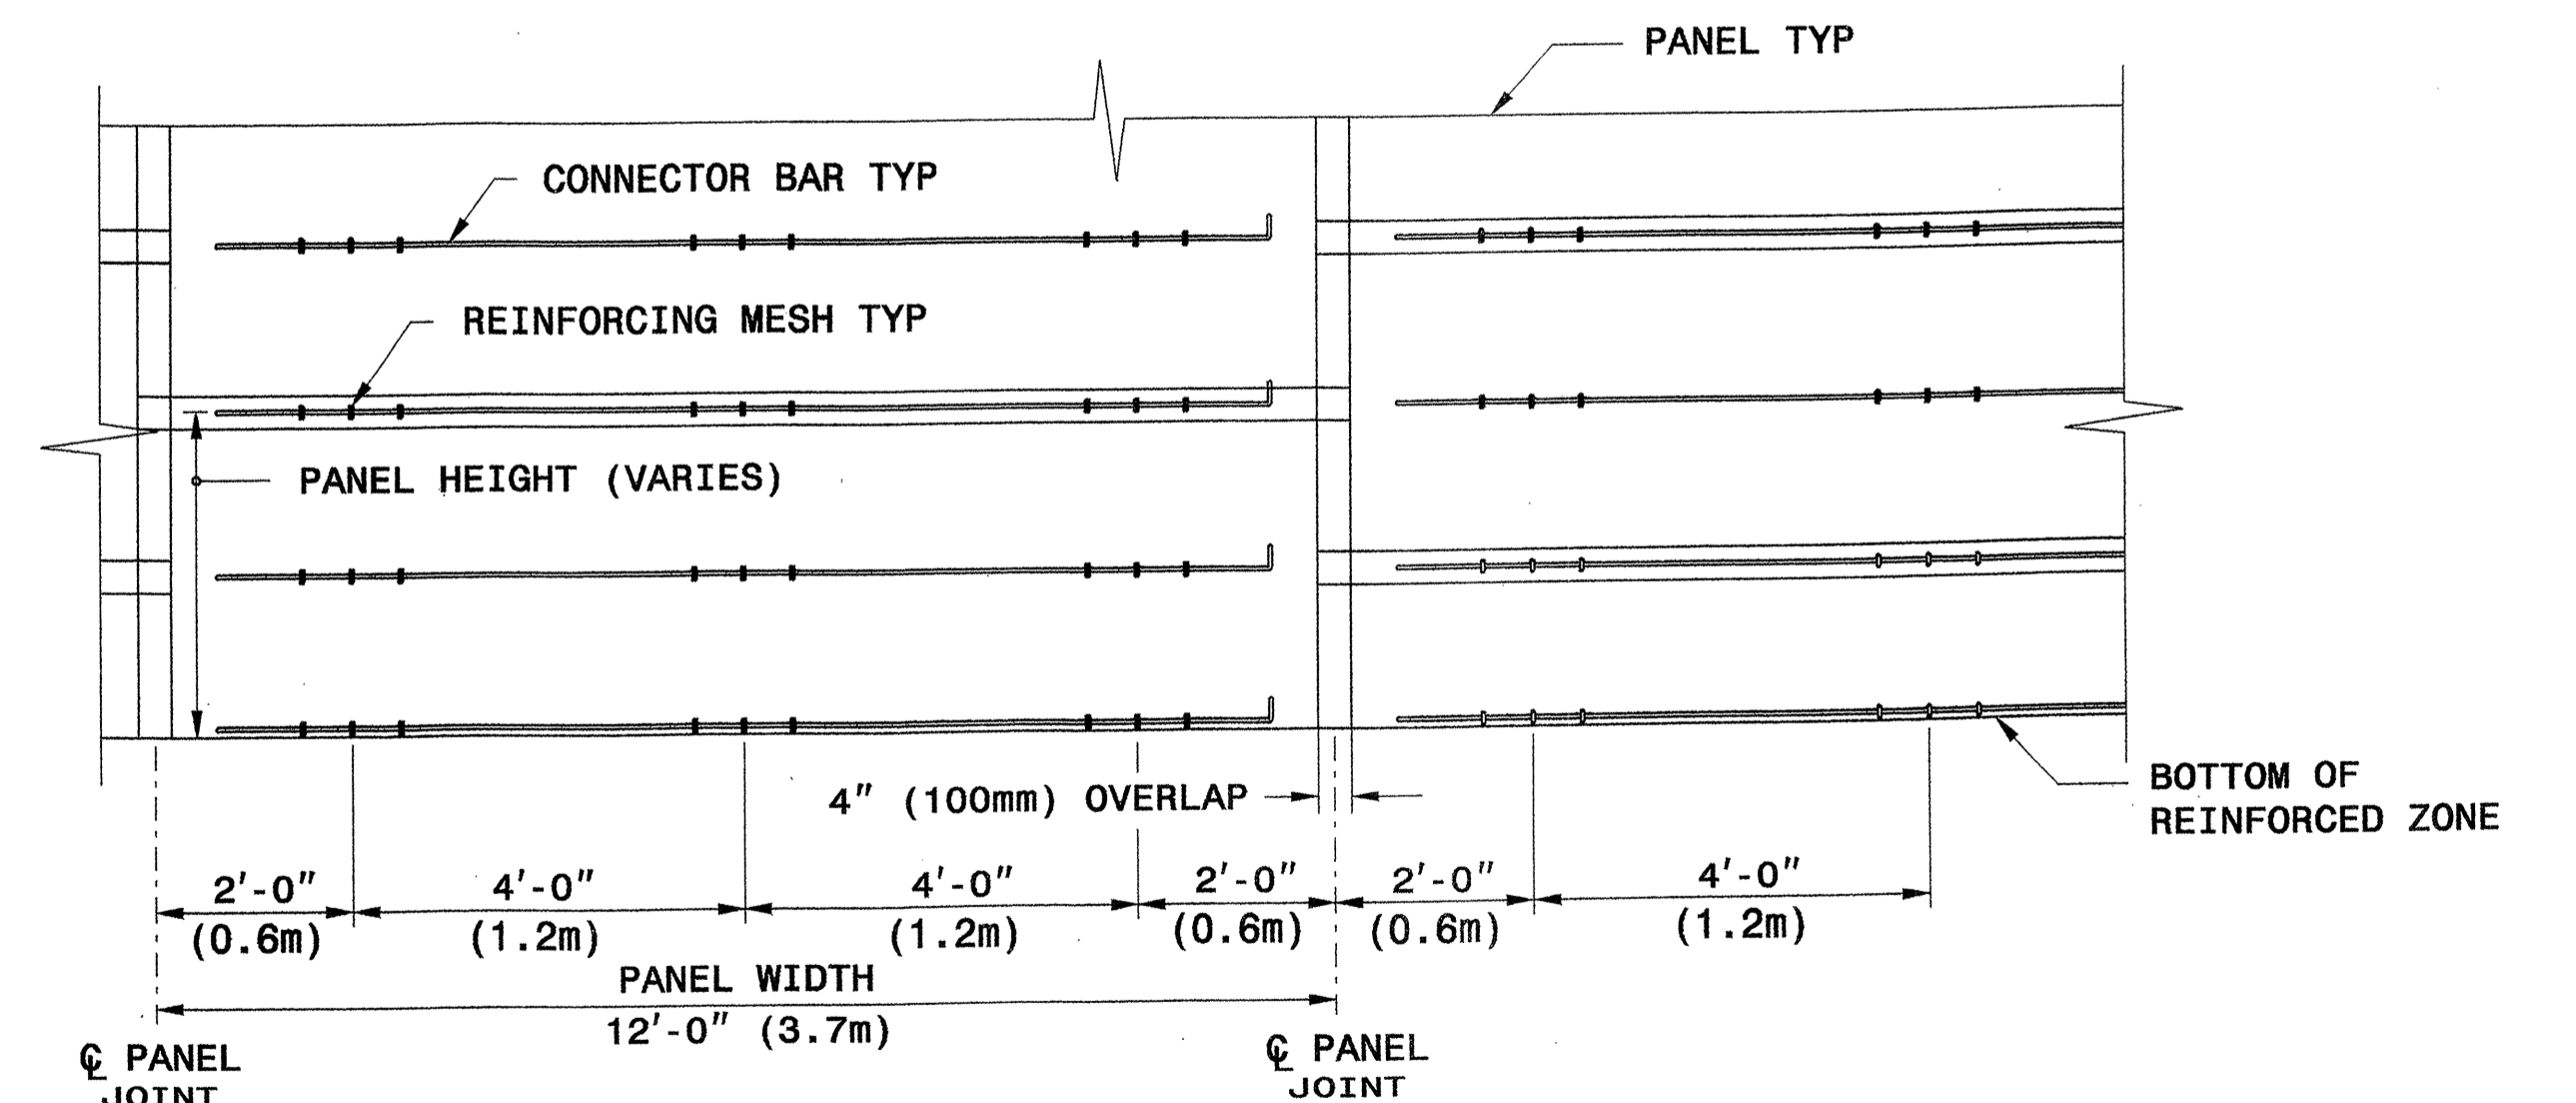 PANEL TYP
CONNECTOR BAR TYP
REINFORCING MESH TYP
PANEL HEIGHT (VARIES)
4" (100mm) OVERLAP
BOTTOM OF
REINFORCED ZONE
2'-0" 4'-0" 4'-0" 2'-0" 2'-0" 4'-0"
(0.6m) (1.2m) (1.2m) (0.6m) (0.6m) (1.2m)
PANEL WIDTH
12'-0" (3.7m)
℄ PANEL
JOINT
℄ PANEL
JOINT